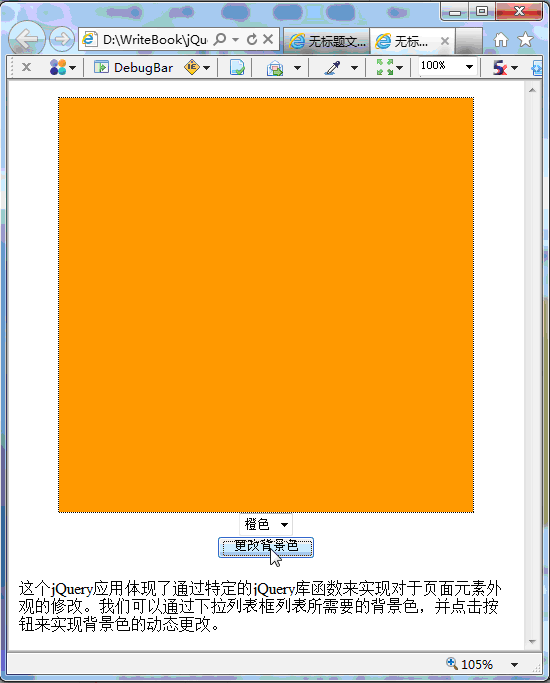 D:\WriteBook\jQu
无标题文...
无标...
DebugBar
100%
橙色
更改背景色
这个jQuery应用体现了通过特定的jQuery库函数来实现对于页面元素外
观的修改。我们可以通过下拉列表框列表所需要的背景色，并点击按
钮来实现背景色的动态更改。
105%